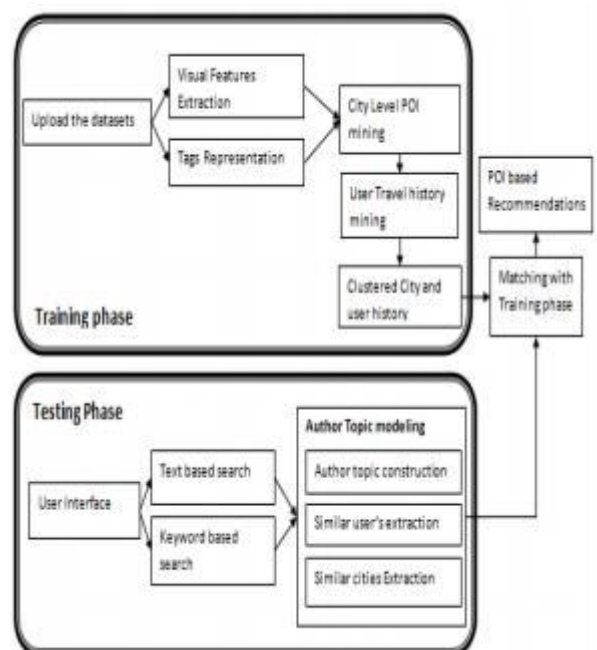 Upload the datasets
Visual Features
Extraction
Tags Representation
City Level POI
mining
User Travel history
mining
Clustered City and
user history
Training phase
POI based
Recommendations
Matching with
Training phase
Testing Phase
User interface
Text based search
Keyword based
search
Author Topic modeling
Author topic construction
Similar user's extraction
Similar cities Extraction